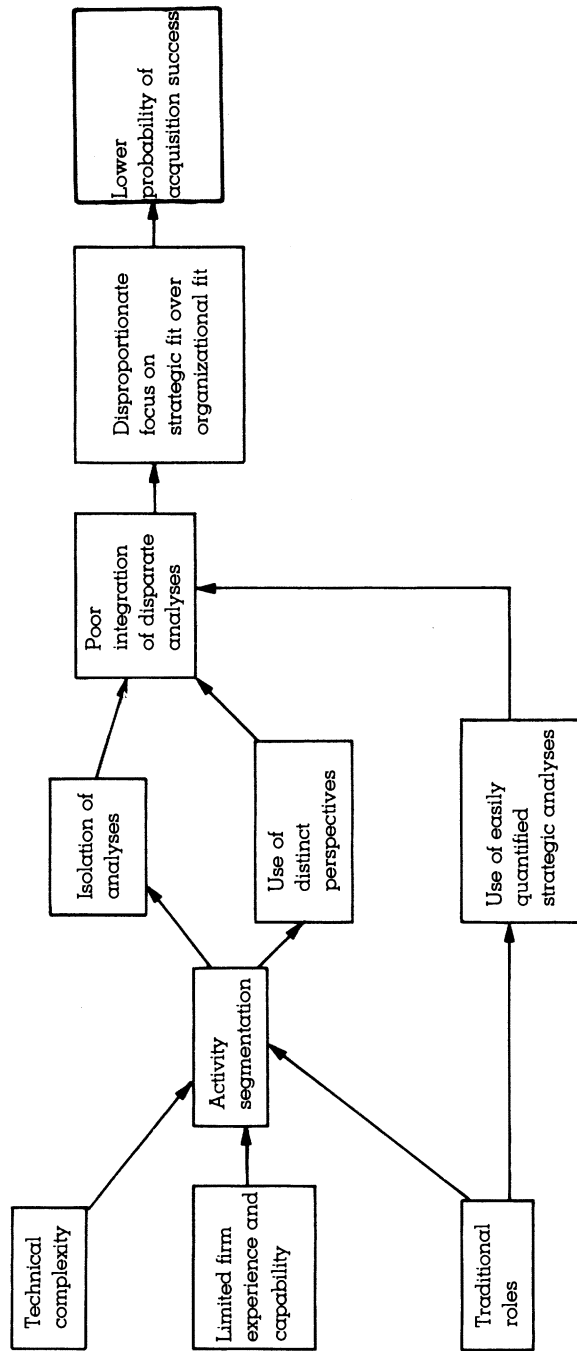 Technical
complexity
Limited firm
experience and
capability
Traditional
roles
Activity
segmentation
Isolation of
analyses
Use of
distinct
perspectives
Use of easily
quantified
strategic analyses
Poor
integration
of disparate
analyses
Disproportionate
focus on
strategic fit over
organizational fit
Lower
probability of
acquisition success